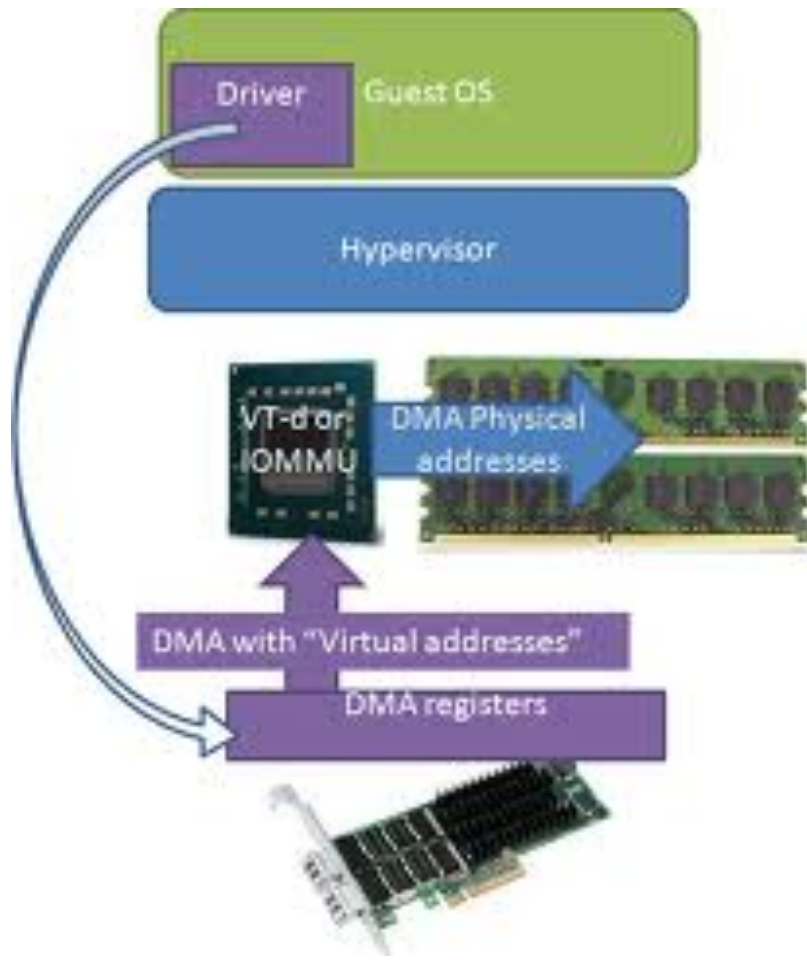 Driver
Guest OS
Hypervisor
VT-d or
IOMMU
DMA Physical
addresses
DMA with “Virtual addresses”
DMA registers